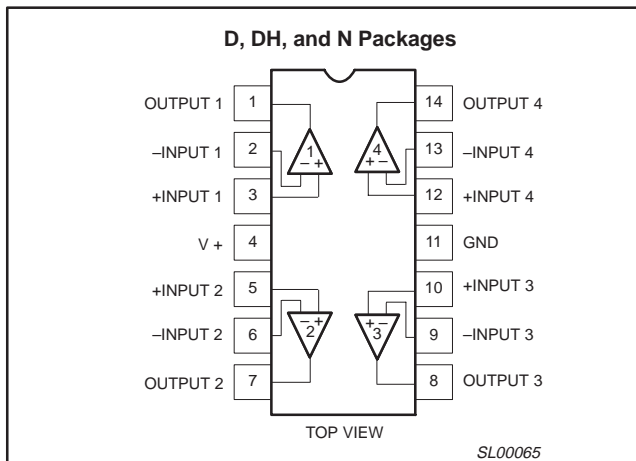 D, DH, and N Packages
OUTPUT 1 1 14 OUTPUT 4
–INPUT 1 2 1 – + 4 + – 13 –INPUT 4
+INPUT 1 3 12 +INPUT 4
V + 4 11 GND
+INPUT 2 5 10 +INPUT 3
–INPUT 2 6 – + 2 + – 3 9 –INPUT 3
OUTPUT 2 7 8 OUTPUT 3
TOP VIEW
SL00065